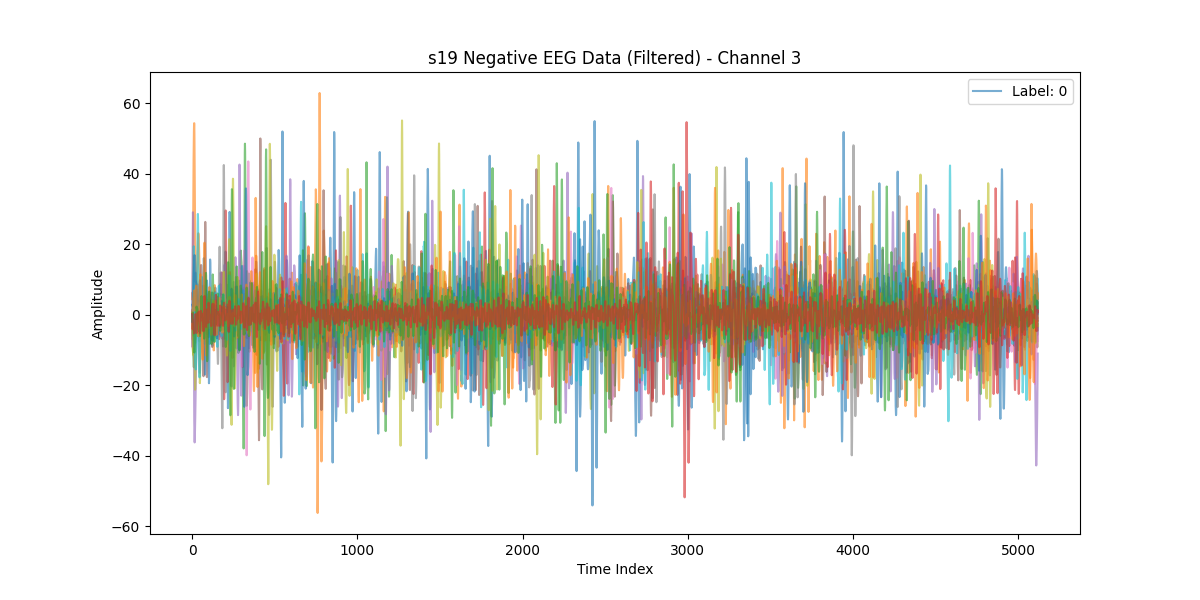 s19 Negative EEG Data (Filtered) - Channel 3
Label: 0
Amplitude
60
40
20
0
−20
−40
−60
0 1000 2000 3000 4000 5000
Time Index